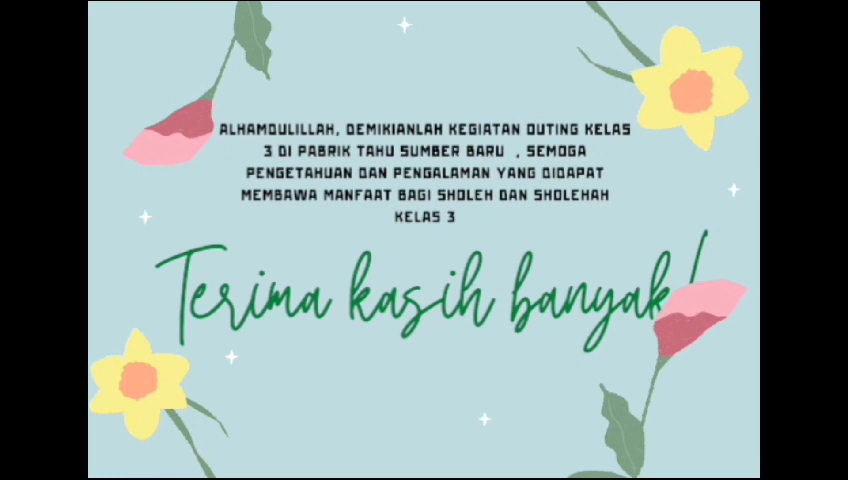 ALHAMDULILLAH, DEMIKIANLAH KEGIATAN OUTING KELAS
3 DI PABRIK TAHU SUMBER BARU , SEMOGA
PENGETAHUAN DAN PENGALAMAN YANG DIDAPAT
MEMBAWA MANFAAT BAGI SHOLEH DAN SHOLEHAH
KELAS 3
Terima kasih banyak!